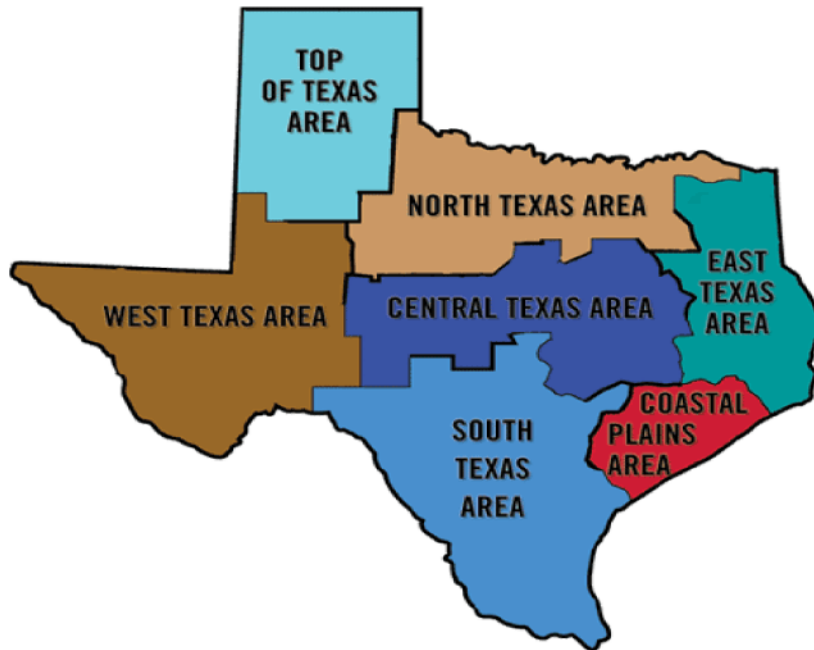 TOP
OF TEXAS
AREA
NORTH TEXAS AREA
EAST
TEXAS
AREA
WEST TEXAS AREA
CENTRAL TEXAS AREA
COASTAL
PLAINS
AREA
SOUTH
TEXAS
AREA